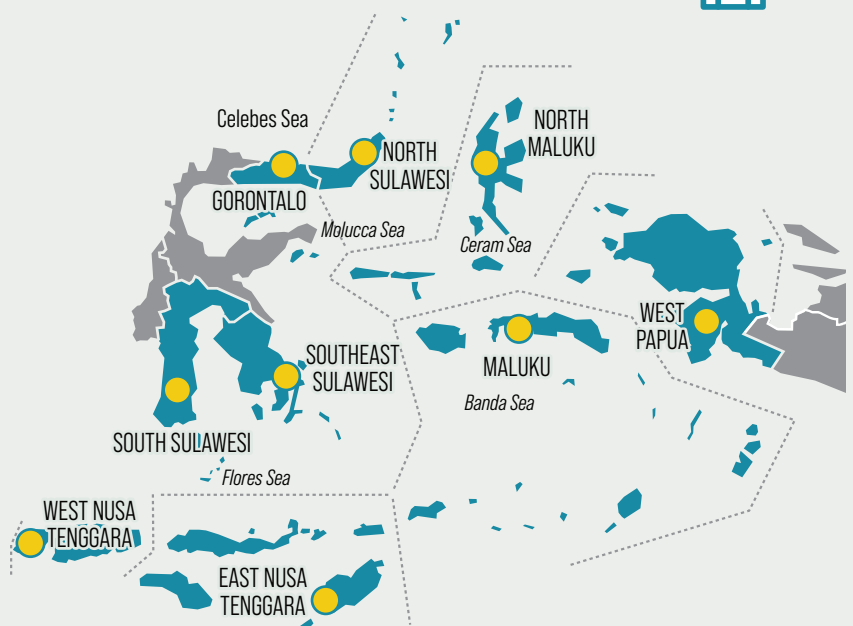 Celebes Sea
NORTH
SULAWESI
NORTH
MALUKU
GORONTALO
Molucca Sea
Ceram Sea
WEST
PAPUA
SOUTHEAST
SULAWESI
MALUKU
Banda Sea
SOUTH SULAWESI
Flores Sea
WEST NUSA
TENGGARA
EAST NUSA
TENGGARA